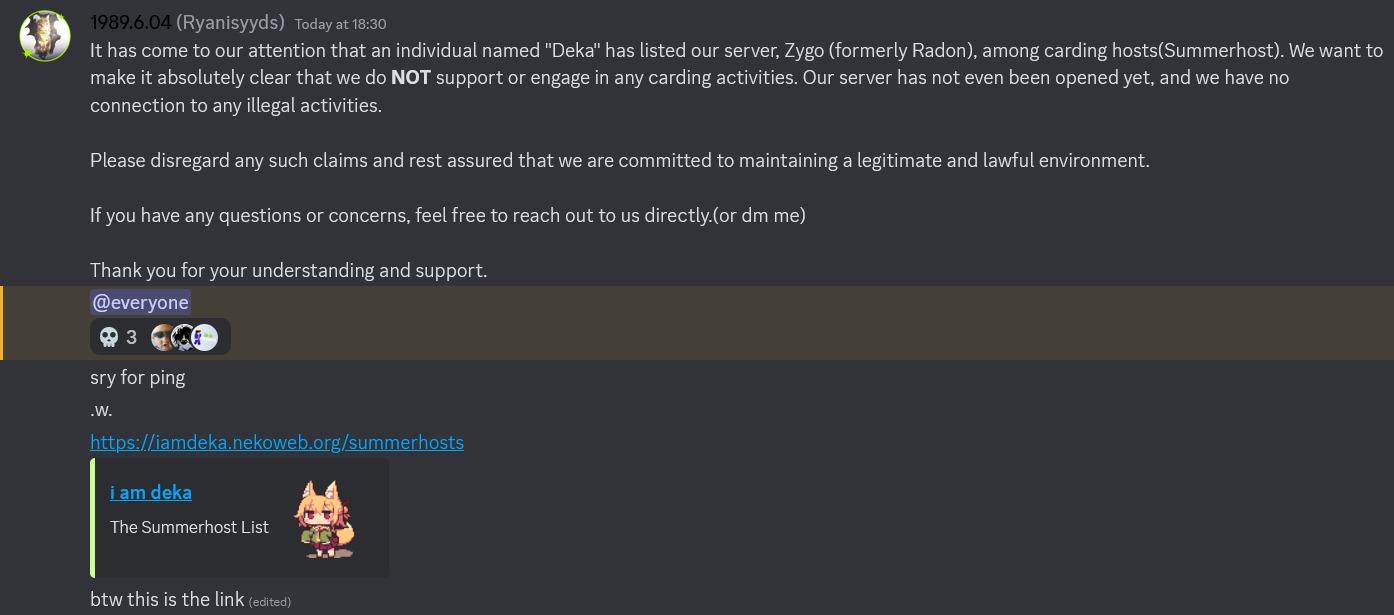 1989.6.04 (Ryanisyyds) Today at 18:30
It has come to our attention that an individual named "Deka" has listed our server, Zygo (formerly Radon), among carding hosts(Summerhost). We want to
make it absolutely clear that we do NOT support or engage in any carding activities. Our server has not even been opened yet, and we have no
connection to any illegal activities.
Please disregard any such claims and rest assured that we are committed to maintaining a legitimate and lawful environment.
If you have any questions or concerns, feel free to reach out to us directly.(or dm me)
Thank you for your understanding and support.
@everyone
3
sry for ping
.w.
https://iamdeka.nekoweb.org/summerhosts
i am deka
The Summerhost List
btw this is the link (edited)